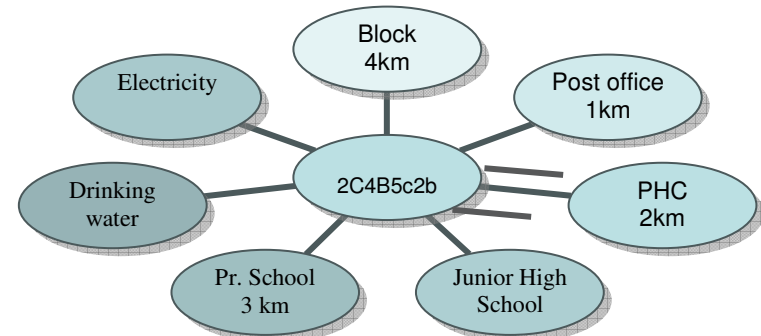 Block
4km
Electricity
Post office
1km
2C4B5c2b
Drinking
water
PHC
2km
Pr. School
3 km
Junior High
School